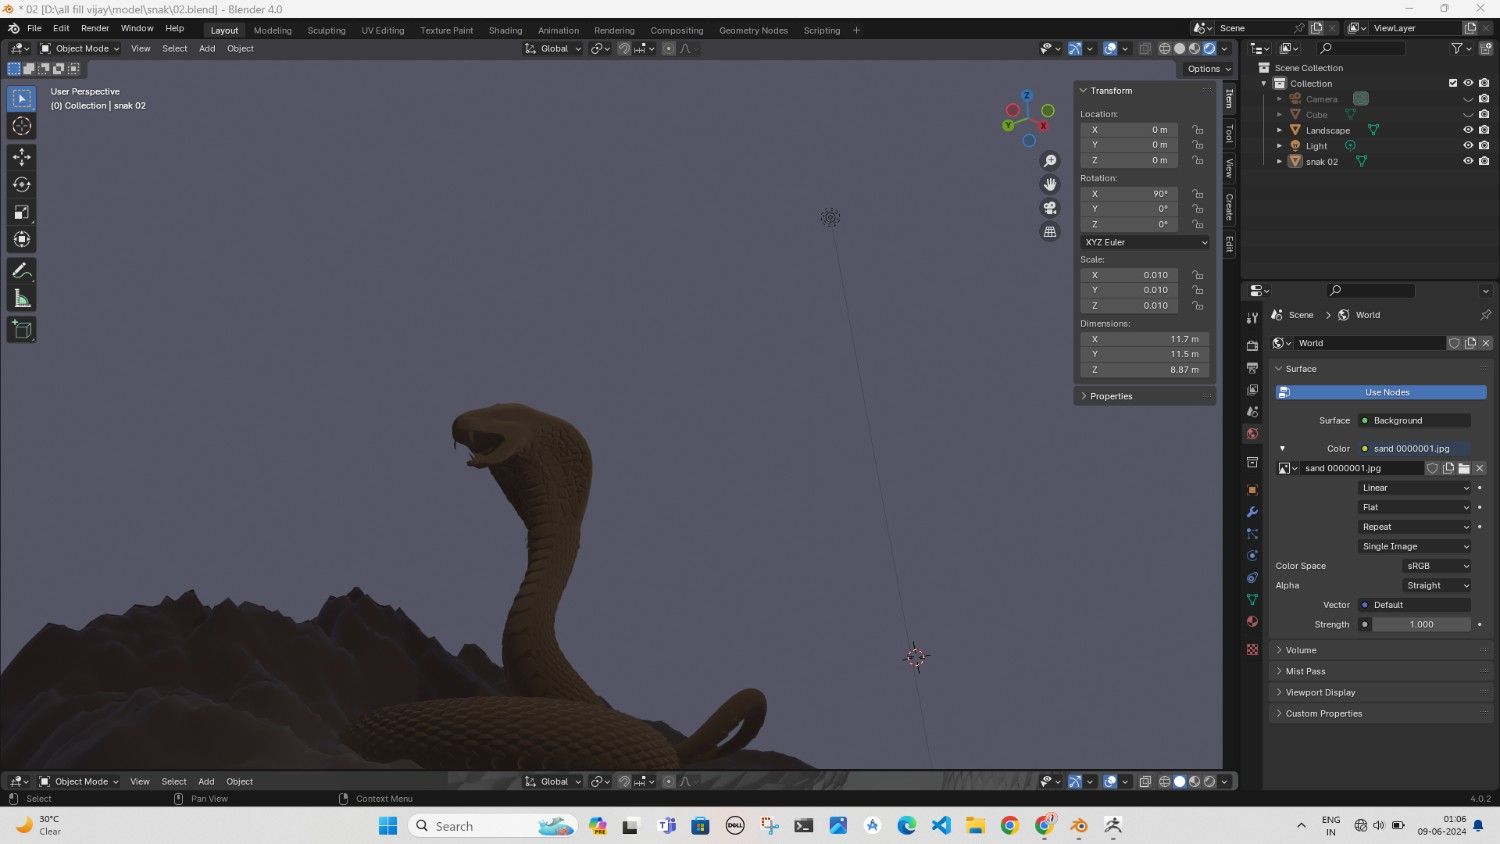 * 02 [D:\all fill vijay\model\snak\02.blend] - Blender 4.0
File Edit Render Window Help Layout Modeling Sculpting UV Editing Texture Paint Shading Animation Rendering Compositing Geometry Nodes Scripting + Scene ViewLayer
Object Mode View Select Add Object Global
Options
User Perspective
(0) Collection | snak 02
Z
Y
X
Transform
Location:
X 0 m
Y 0 m
Z 0 m
Rotation:
X 90°
Y 0°
Z 0°
XYZ Euler
Scale:
X 0.010
Y 0.010
Z 0.010
Dimensions:
X 11.7 m
Y 11.5 m
Z 8.87 m
Properties
Item
Tool
View
Create
Edit
Scene Collection
Collection
Camera
Cube
Landscape
Light
snak 02
Scene > World
World
Surface
Use Nodes
Surface Background
Color sand 0000001.jpg
sand 0000001.jpg
Linear
Flat
Repeat
Single Image
Color Space sRGB
Alpha Straight
Vector Default
Strength 1.000
Volume
Mist Pass
Viewport Display
Custom Properties
Object Mode View Select Add Object Global
Select Pan View Context Menu 4.0.2
30°C
Clear
Search
PRE
DELL
ENG
IN
01:06
09-06-2024